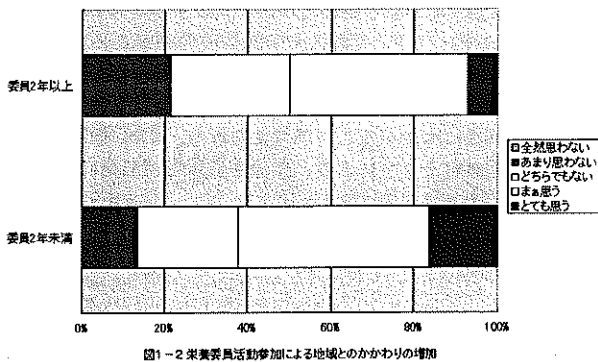 委員2年以上
委員2年未満
全然思わない
あまり思わない
どちらでもない
まぁ思う
とても思う
0% 20% 40% 60% 80% 100%
図1-2 栄養委員活動参加による地域とのかかわりの増加